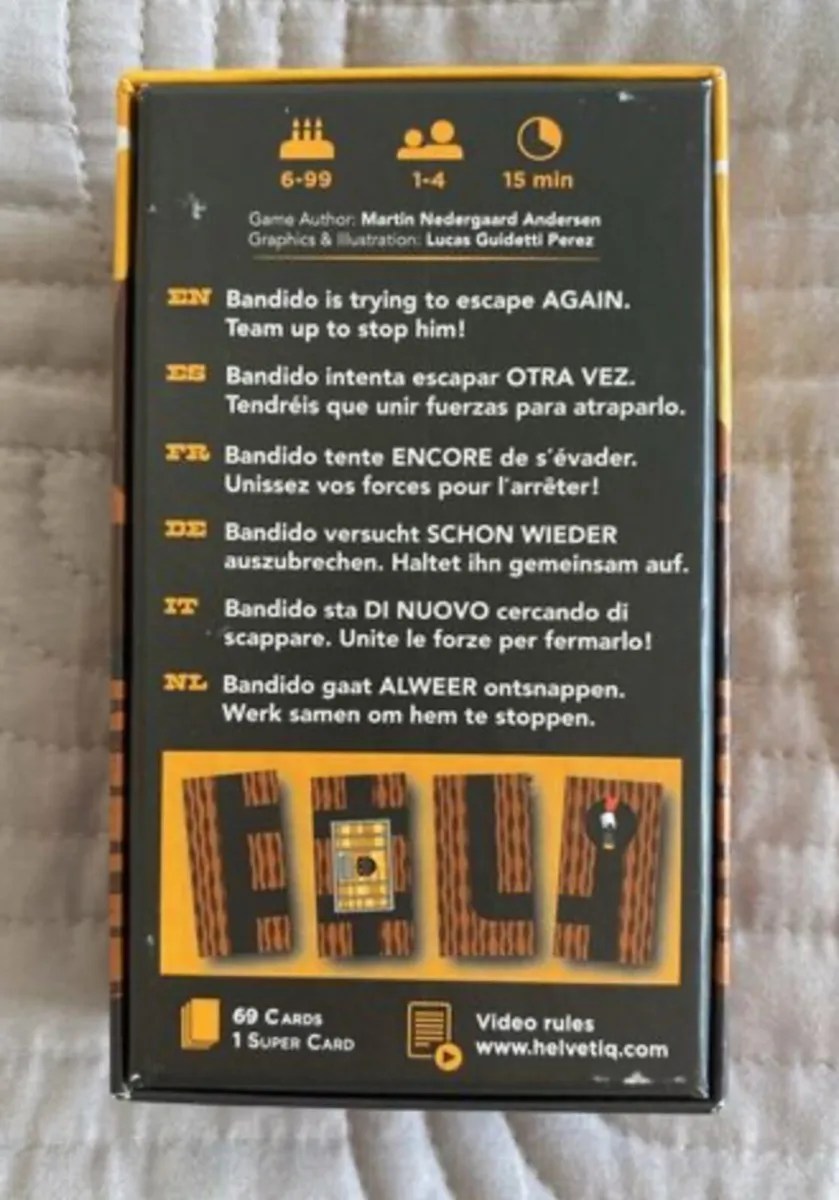 6-99 1-4 15 min
Game Author: Martin Nedergaard Andersen
Graphics & Illustration: Lucas Guidetti Perez
EN Bandido is trying to escape AGAIN.
Team up to stop him!
ES Bandido intenta escapar OTRA VEZ.
Tendréis que unir fuerzas para atraparlo.
FR Bandido tente ENCORE de s'évader.
Unissez vos forces pour l'arrêter!
DE Bandido versucht SCHON WIEDER
auszubrechen. Haltet ihn gemeinsam auf.
IT Bandido sta DI NUOVO cercando di
scappare. Unite le forze per fermarlo!
NL Bandido gaat ALWEER ontsnappen.
Werk samen om hem te stoppen.
69 CARDS
1 SUPER CARD
Video rules
www.helvetiq.com